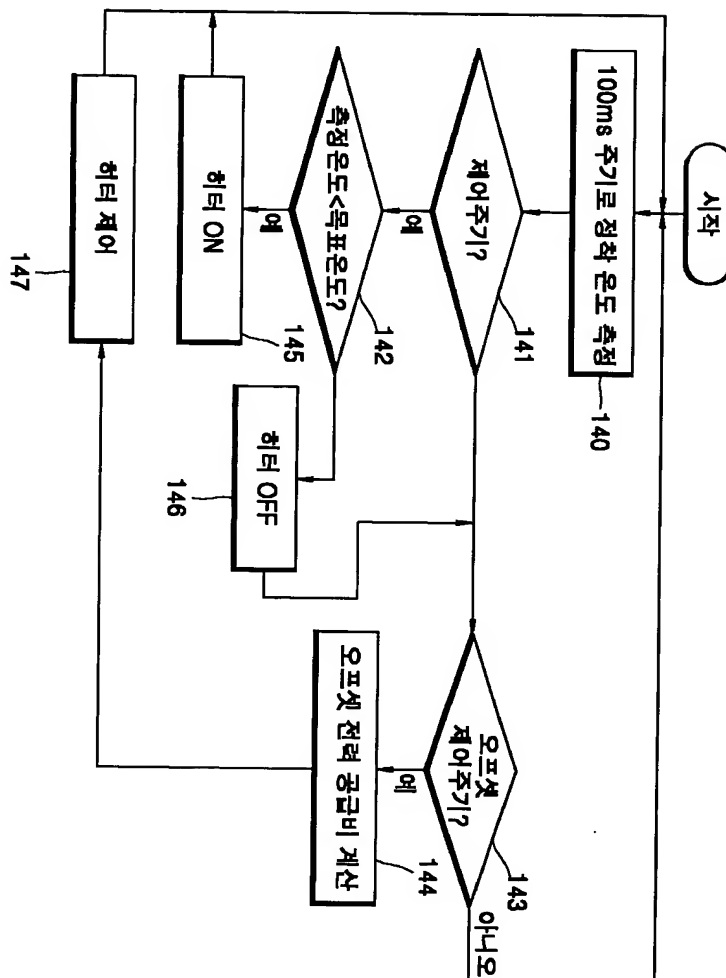 시작
100ms 주기로 정착 온도 측정
140
제어주기?
141
예
측정온도<목표온도?
142
예
히터 ON
145
히터 OFF
146
오프셋
제어주기?
143
아니오
예
오프셋 전력 공급비 계산
144
히터 제어
147